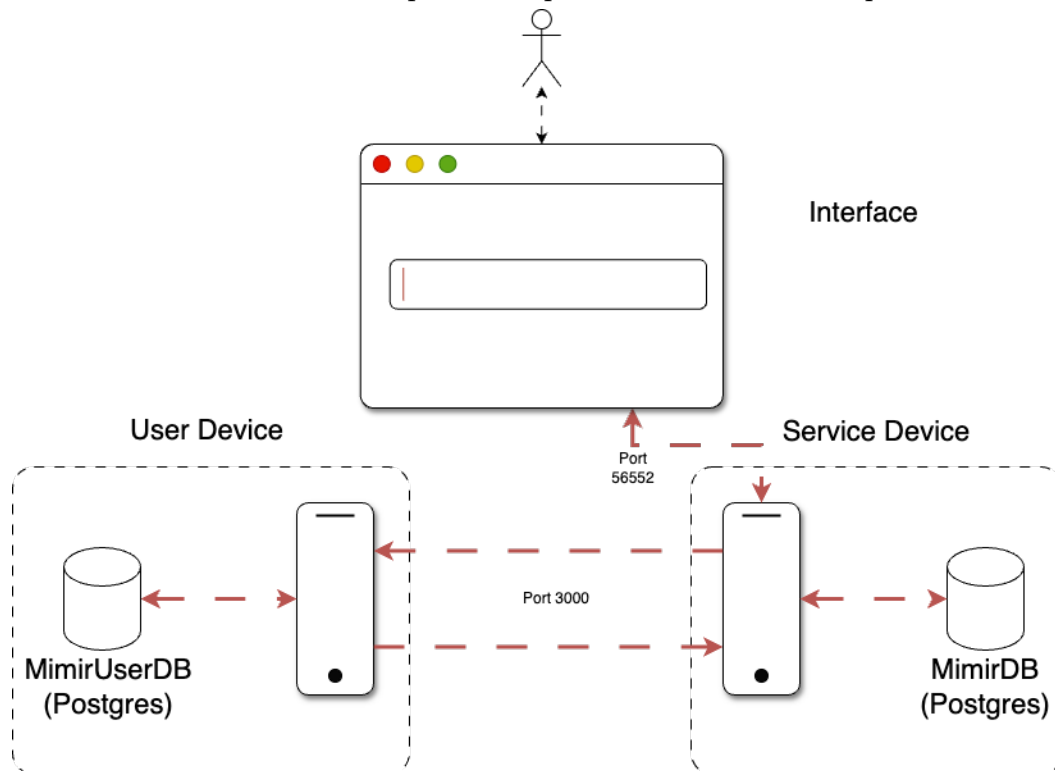 Interface
User Device
Service Device
Port
56552
Port 3000
MimirUserDB
(Postgres)
MimirDB
(Postgres)